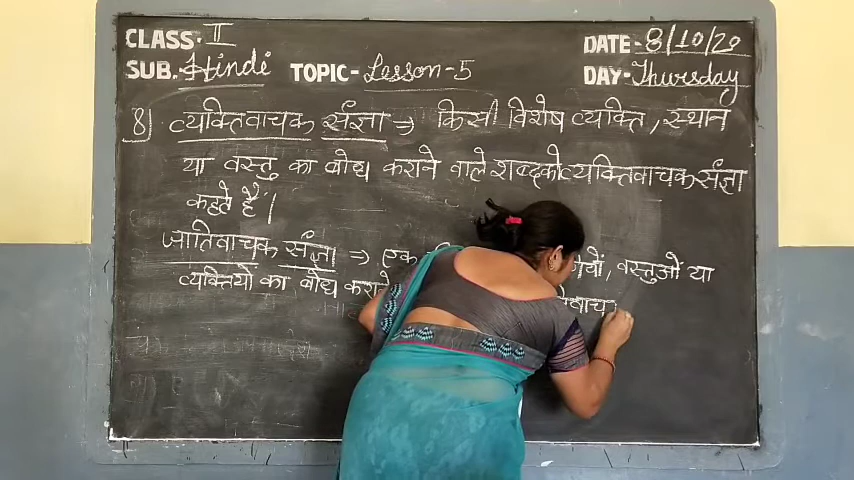 CLASS- II
DATE- 8/10/20
SUB. Hindi TOPIC- Lesson-5
DAY- Thursday
8) व्यक्तिवाचक संज्ञा ⇒ किसी विशेष व्यक्ति, स्थान
या वस्तु का बोध कराने वाले शब्द को व्यक्तिवाचक संज्ञा
कहते हैं।
जातिवाचक संज्ञा ⇒ एक वस्तुओं या
व्यक्तियों का बोध कराने